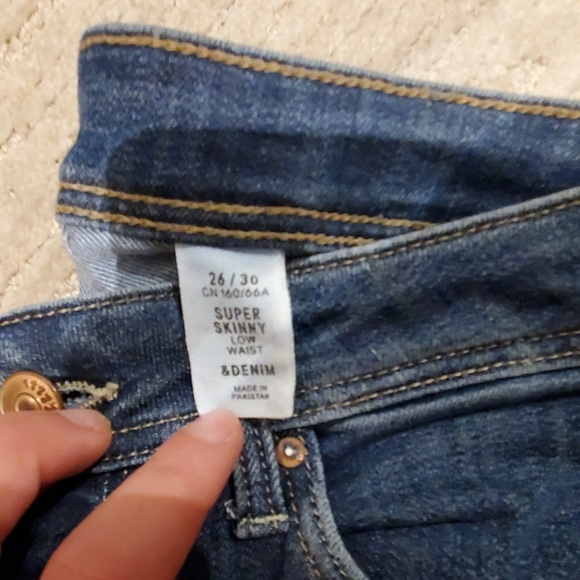 26/30
CN 160/66A
SUPER
SKINNY
LOW
WAIST
&DENIM
MADE IN
PAKISTAN